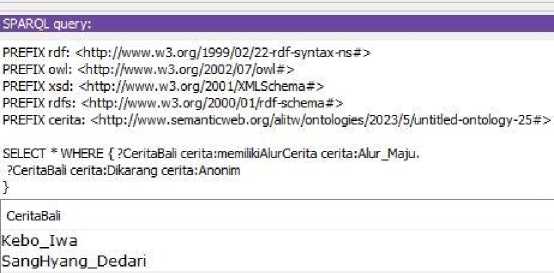 SPARQL query:
PREFIX rdf: <http://www.w3.org/1999/02/22-rdf-syntax-ns#>
PREFIX owl: <http://www.w3.org/2002/07/owl#>
PREFIX xsd: <http://www.w3.org/2001/XMLSchema#>
PREFIX rdfs: <http://www.w3.org/2000/01/rdf-schema#>
PREFIX cerita: <http://www.semanticweb.org/alitw/ontologies/2023/5/untitled-ontology-25#>
SELECT * WHERE { ?CeritaBali cerita:memilikiAlurCerita cerita:Alur_Maju.
?CeritaBali cerita:Dikarang cerita:Anonim
}
CeritaBali
Kebo_Iwa
SangHyang_Dedari